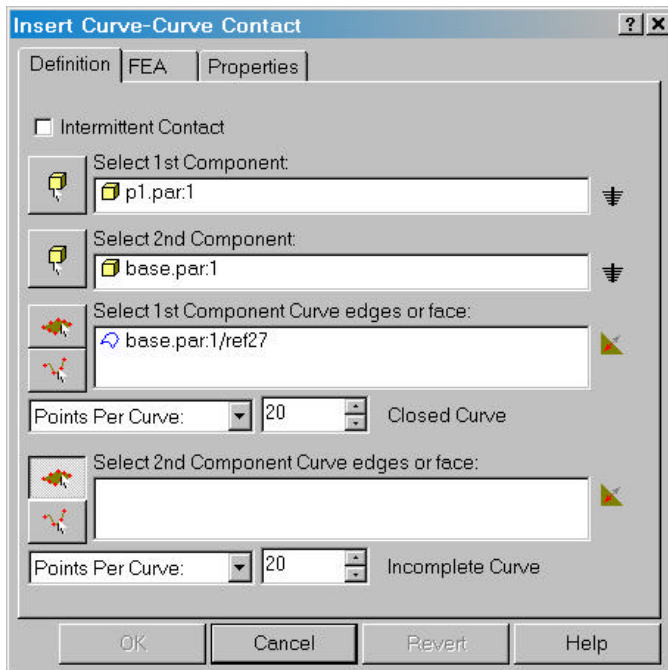 Insert Curve-Curve Contact
Definition FEA Properties
Intermittent Contact
Select 1st Component:
p1.par:1
Select 2nd Component:
base.par:1
Select 1st Component Curve edges or face:
base.par:1/ref27
Points Per Curve: 20 Closed Curve
Select 2nd Component Curve edges or face:
Points Per Curve: 20 Incomplete Curve
OK Cancel Revert Help